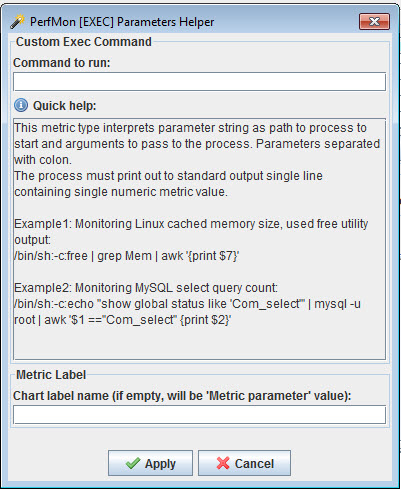 PerfMon [EXEC] Parameters Helper
Custom Exec Command
Command to run:
Quick help:
This metric type interprets parameter string as path to process to
start and arguments to pass to the process. Parameters separated
with colon.
The process must print out to standard output single line
containing single numeric metric value.
Example1: Monitoring Linux cached memory size, used free utility
output:
/bin/sh:-c:free | grep Mem | awk '{print $7}'
Example2: Monitoring MySQL select query count:
/bin/sh:-c:echo "show global status like 'Com_select'" | mysql -u
root | awk '$1 =="Com_select" {print $2}'
Metric Label
Chart label name (if empty, will be 'Metric parameter' value):
Apply
Cancel